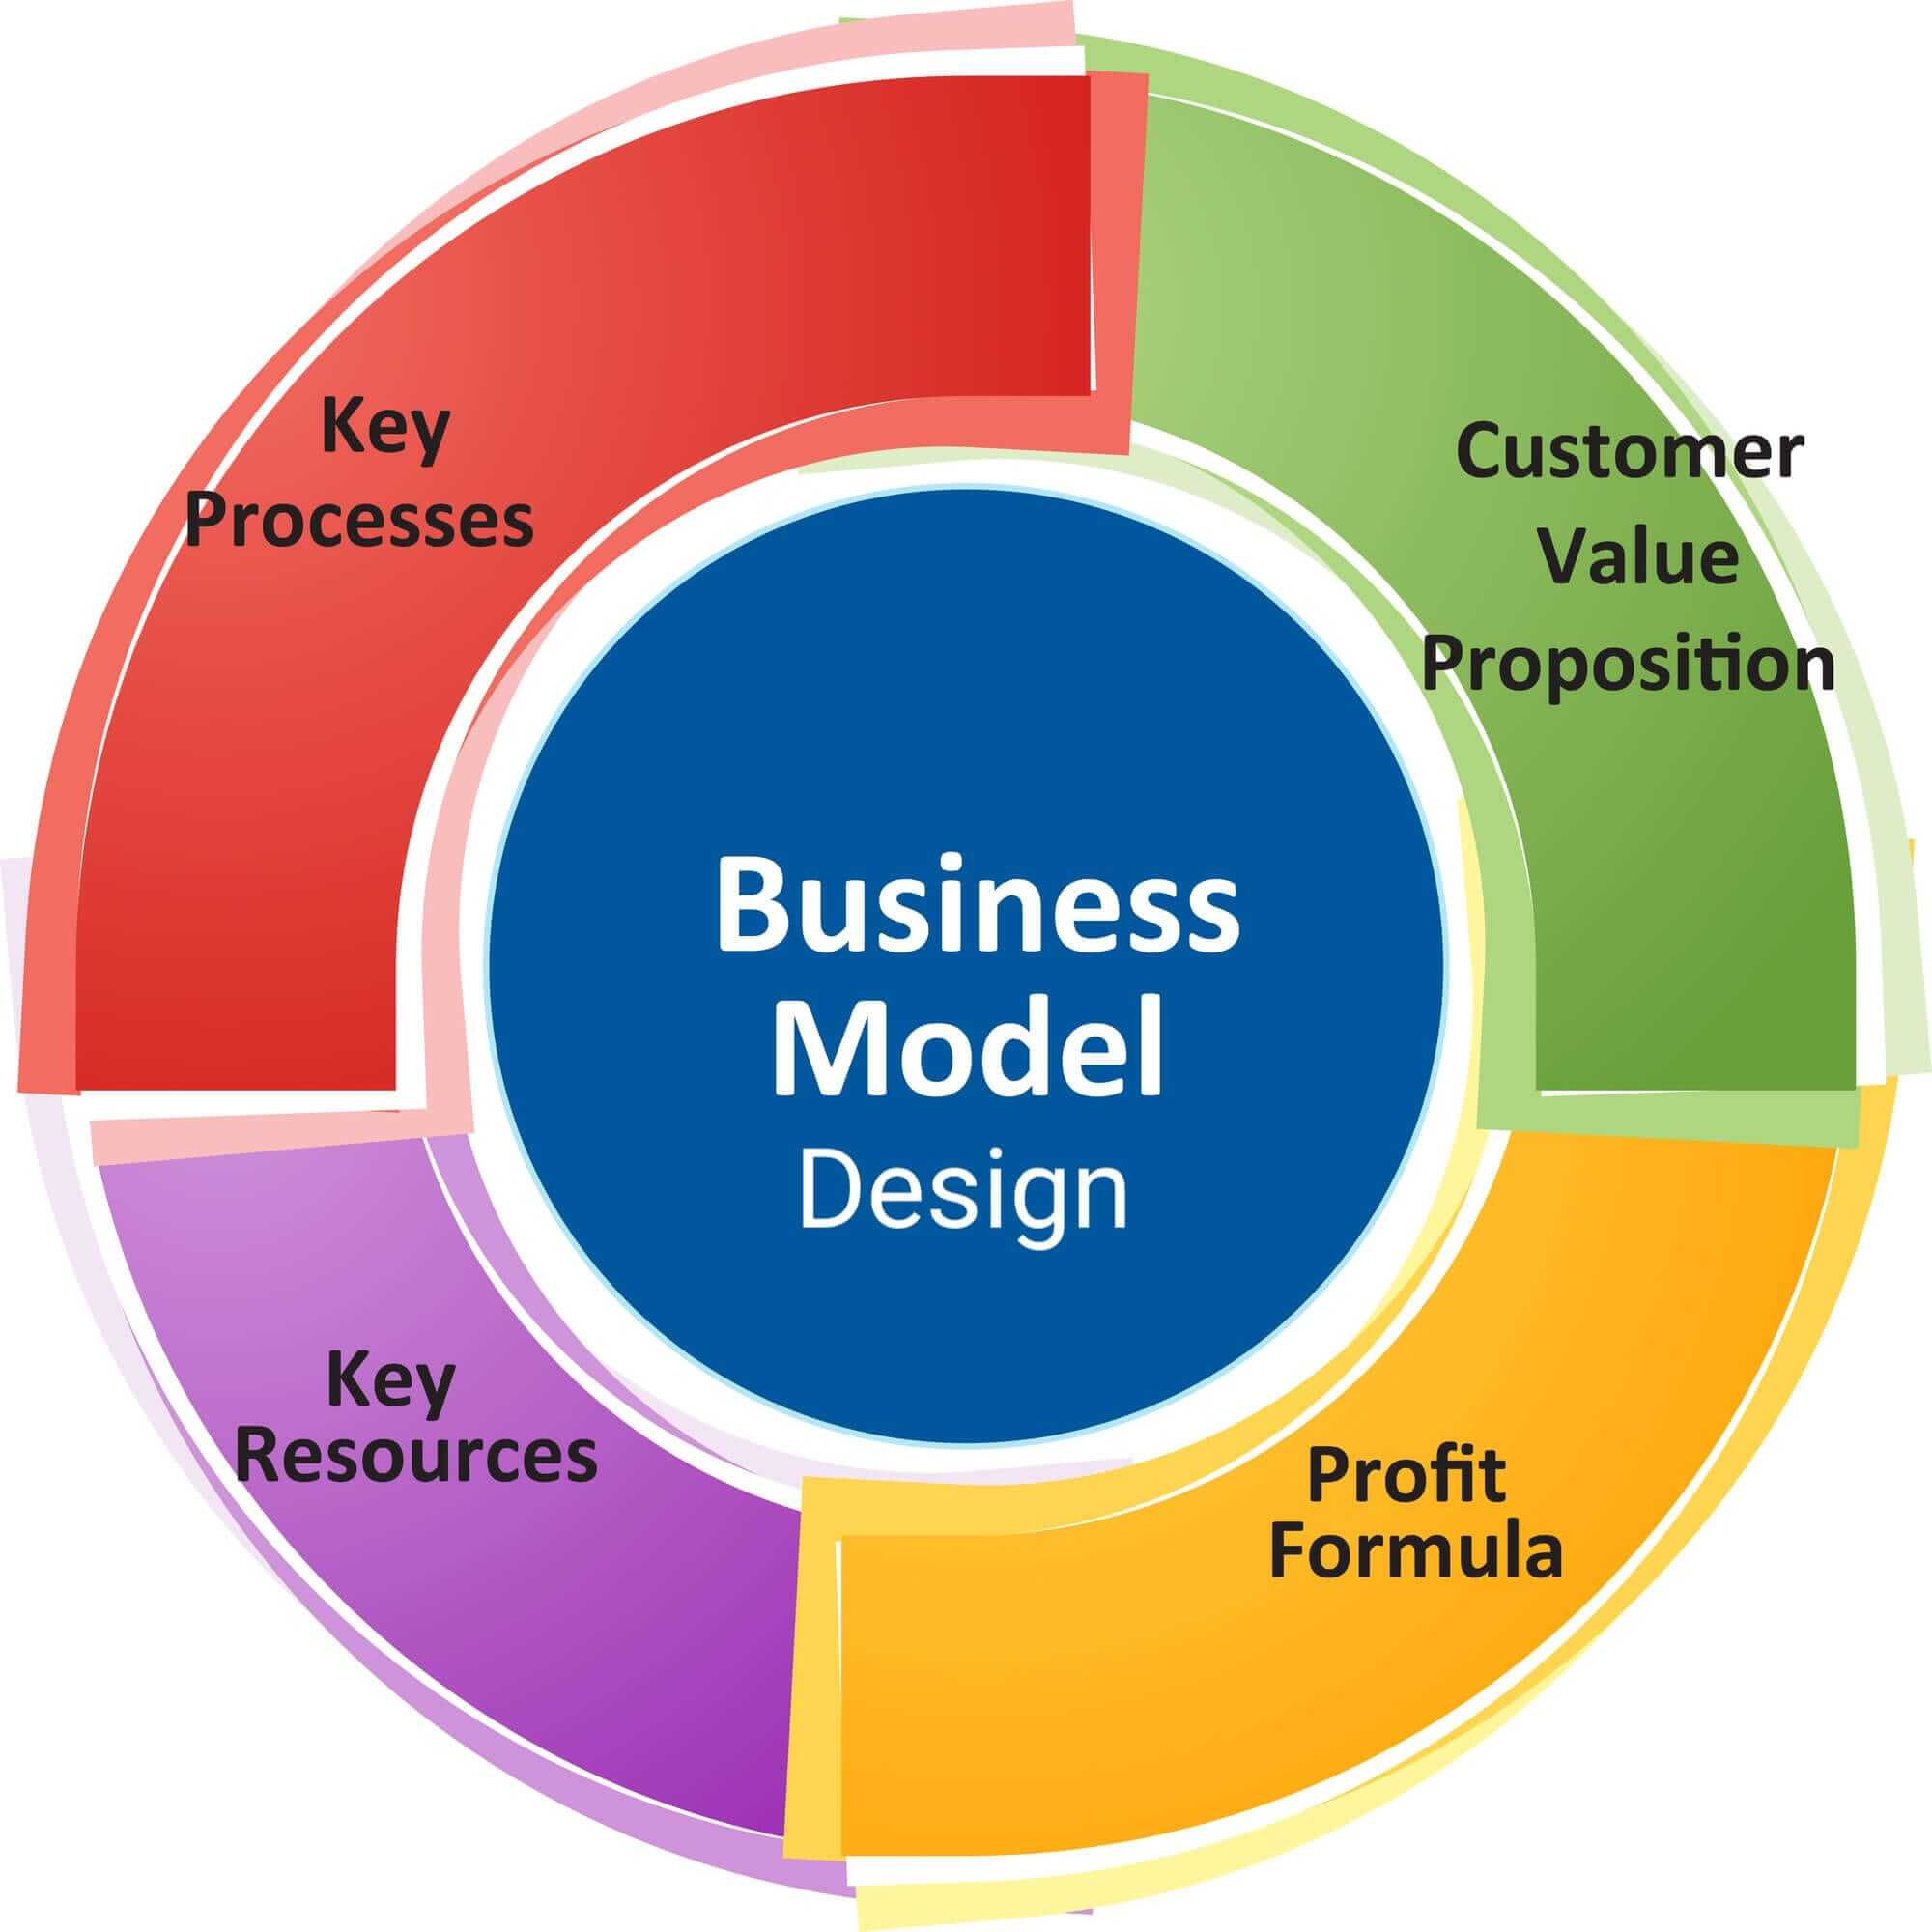 Key
Processes
Customer
Value
Proposition
Business
Model
Design
Key
Resources
Profit
Formula